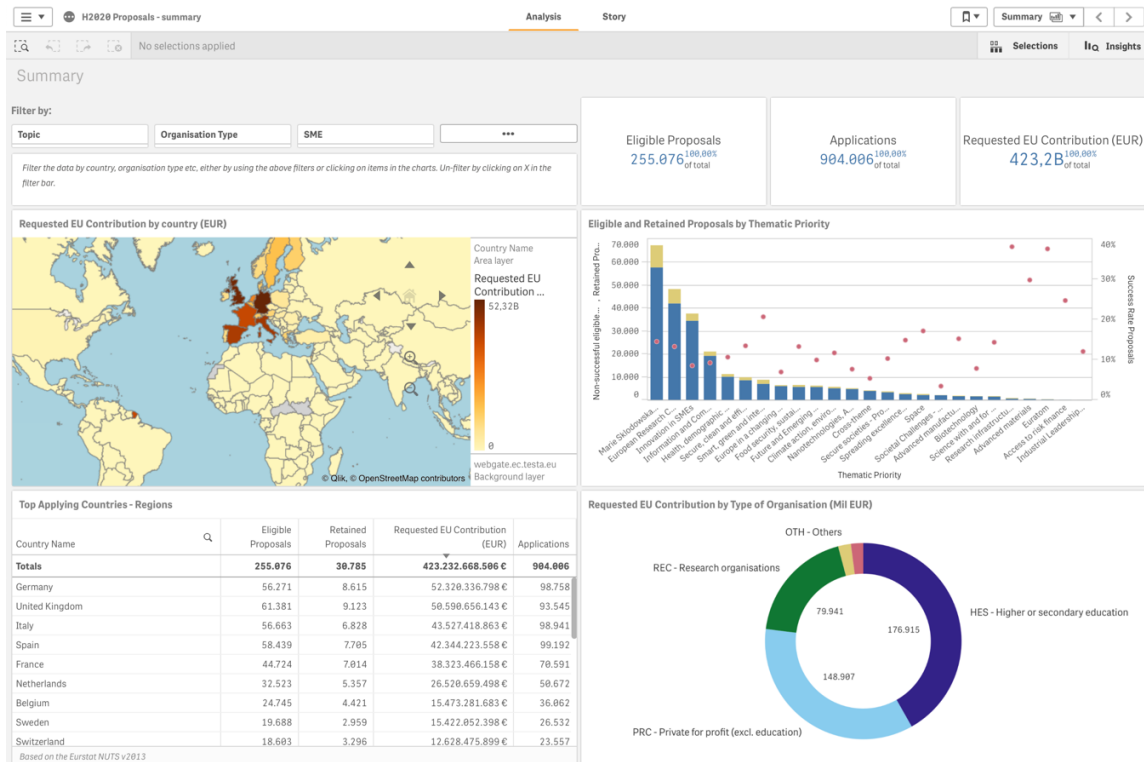 H2020 Proposals - summary
Analysis
Story
Summary
No selections applied
Selections
Insights
Summary
Filter by:
Topic
Organisation Type
SME
•••
Filter the data by country, organisation type etc, either by using the above filters or clicking on items in the charts. Un-filter by clicking on X in the
filter bar.
Eligible Proposals
255.076 100,00%
of total
Applications
904.006 100,00%
of total
Requested EU Contribution (EUR)
423,2B 100,00%
of total
Requested EU Contribution by country (EUR)
Country Name
Area layer
Requested EU
Contribution ...
52,32B
0
webgate.ec.testa.eu
Background layer
© Qlik, © OpenStreetMap contributors
Eligible and Retained Proposals by Thematic Priority
Non-successful eligible... , Retained Pro...
70.000
60.000
50.000
40.000
30.000
20.000
10.000
0
40%
30%
20%
10%
0%
Success Rate Proposals
Marie Sklodowska...
European Research C...
Innovation in SMEs
Information and Com...
Health, demographic ...
Secure, clean and effi...
Smart, green and inte...
Europe in a changing ...
Food security, sustai...
Future and Emerging ...
Climate action, enviro...
Nanotechnologies, A...
Cross-theme
Secure societies - Pro...
Spreading excellence...
Space
Societal Challenges - ...
Advanced manufactu...
Biotechnology
Science with and for ...
Research infrastructu...
Advanced materials
Euratom
Access to risk finance
Industrial Leadership...
Thematic Priority
Top Applying Countries - Regions
Country Name Eligible Proposals Retained Proposals Requested EU Contribution (EUR) Applications
Totals 255.076 30.785 423.232.668.506 € 904.006
Germany 56.271 8.615 52.320.336.798 € 98.758
United Kingdom 61.381 9.123 50.590.656.143 € 93.545
Italy 56.663 6.828 43.527.418.863 € 98.941
Spain 58.439 7.705 42.344.223.558 € 99.192
France 44.724 7.014 38.323.466.158 € 70.591
Netherlands 32.523 5.357 26.520.659.498 € 50.672
Belgium 24.745 4.421 15.473.281.683 € 36.062
Sweden 19.688 2.959 15.422.052.398 € 26.532
Switzerland 18.603 3.296 12.628.475.899 € 23.557
Based on the Eurstat NUTS v2013
Requested EU Contribution by Type of Organisation (Mil EUR)
OTH - Others
REC - Research organisations
79.941
HES - Higher or secondary education
176.915
148.907
PRC - Private for profit (excl. education)